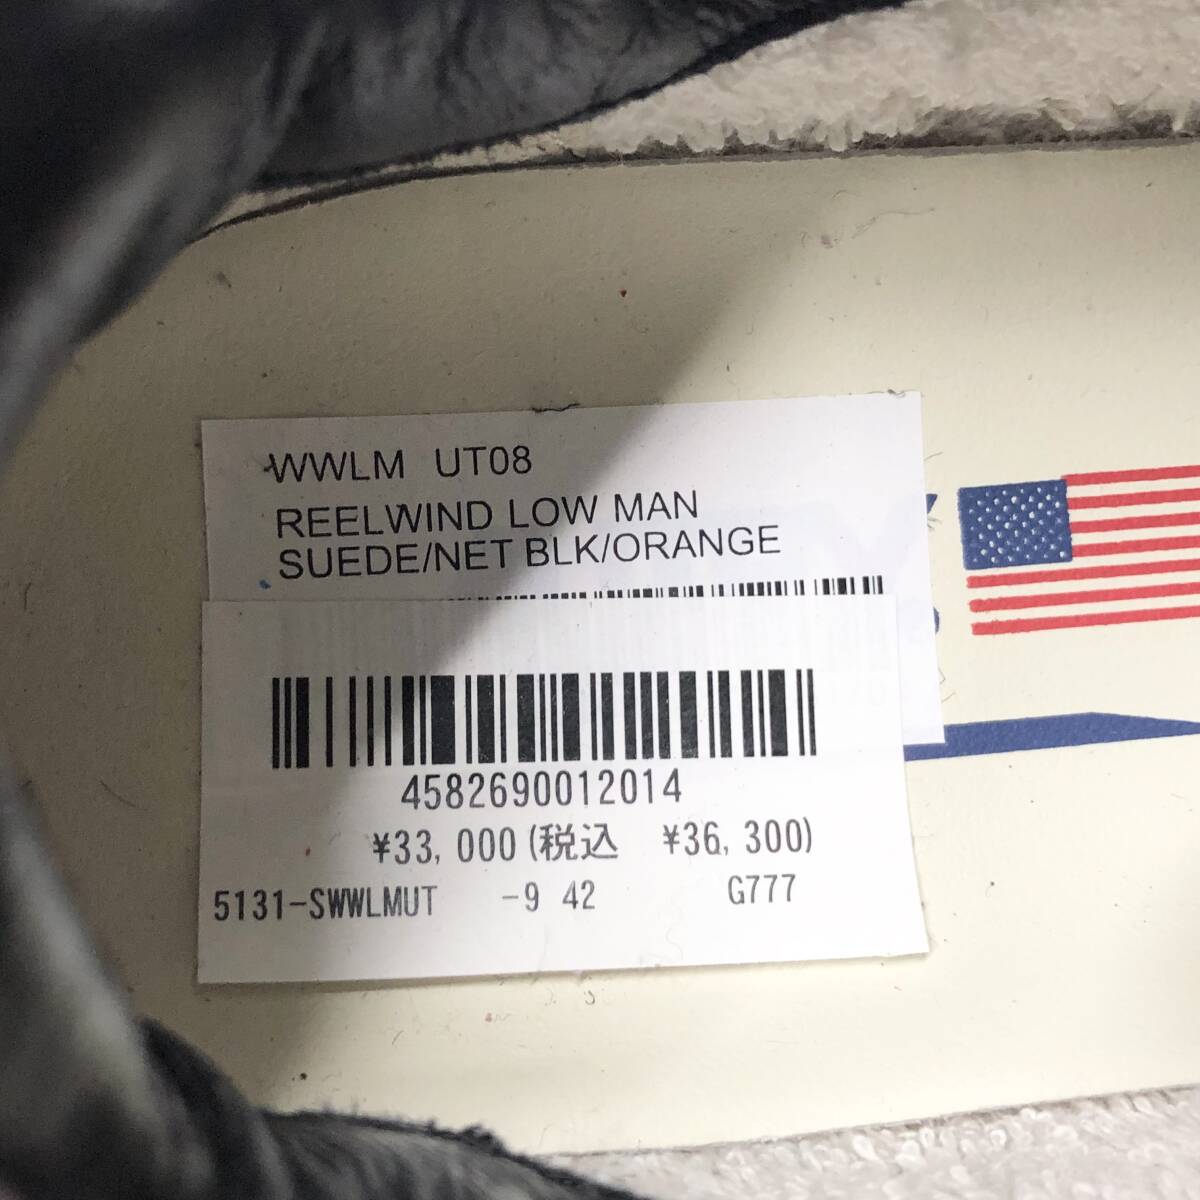 WWLM UT08
REELWIND LOW MAN
SUEDE/NET BLK/ORANGE
4582690012014
¥33,000(税込 ¥36,300)
5131-SWWLMUT -9 42 G777